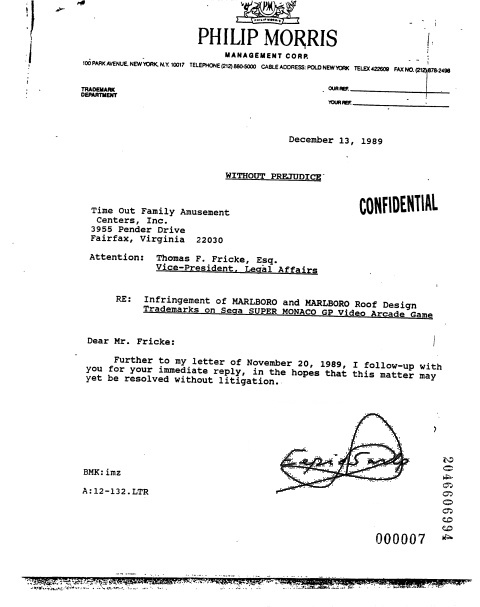 PHILIP MORRIS
MANAGEMENT CORP.
100 PARK AVENUE, NEW YORK, N.Y. 10017 TELEPHONE (212) 880-5000 CABLE ADDRESS: POLO NEW YORK TELEX 422609 FAX NO. (212) 878-2496
TRADEMARK
DEPARTMENT
OUR REF.
YOUR REF.
December 13, 1989
WITHOUT PREJUDICE
CONFIDENTIAL
Time Out Family Amusement
Centers, Inc.
3955 Pender Drive
Fairfax, Virginia 22030
Attention: Thomas F. Fricke, Esq.
Vice-President, Legal Affairs
RE: Infringement of MARLBORO and MARLBORO Roof Design
Trademarks on Sega SUPER MONACO GP Video Arcade Game
Dear Mr. Fricke:
Further to my letter of November 20, 1989, I follow-up with
you for your immediate reply, in the hopes that this matter may
yet be resolved without litigation.
BMK:imz
A:12-132.LTR
2046606994
000007